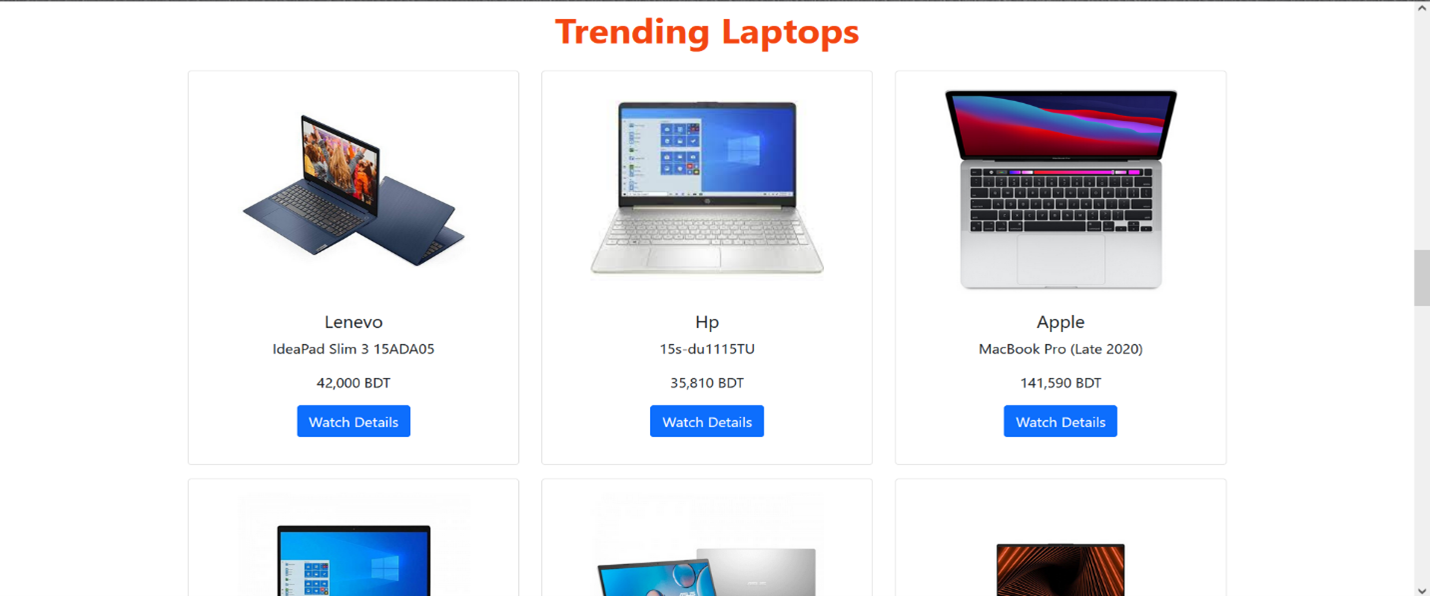 Trending Laptops
Lenevo
IdeaPad Slim 3 15ADA05
42,000 BDT
Watch Details
Hp
15s-du1115TU
35,810 BDT
Watch Details
Apple
MacBook Pro (Late 2020)
141,590 BDT
Watch Details